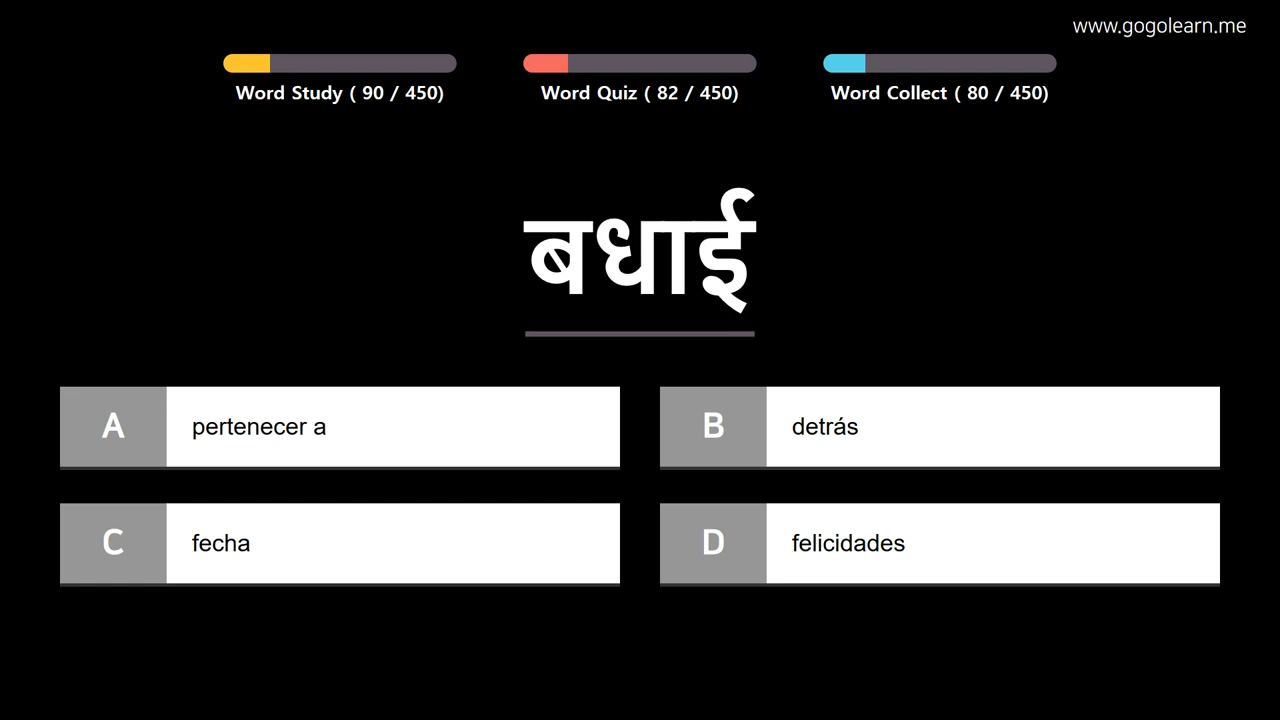 www.gogolearn.me
Word Study ( 90 / 450)
Word Quiz ( 82 / 450)
Word Collect ( 80 / 450)
बधाई
A pertenecer a
B detrás
C fecha
D felicidades